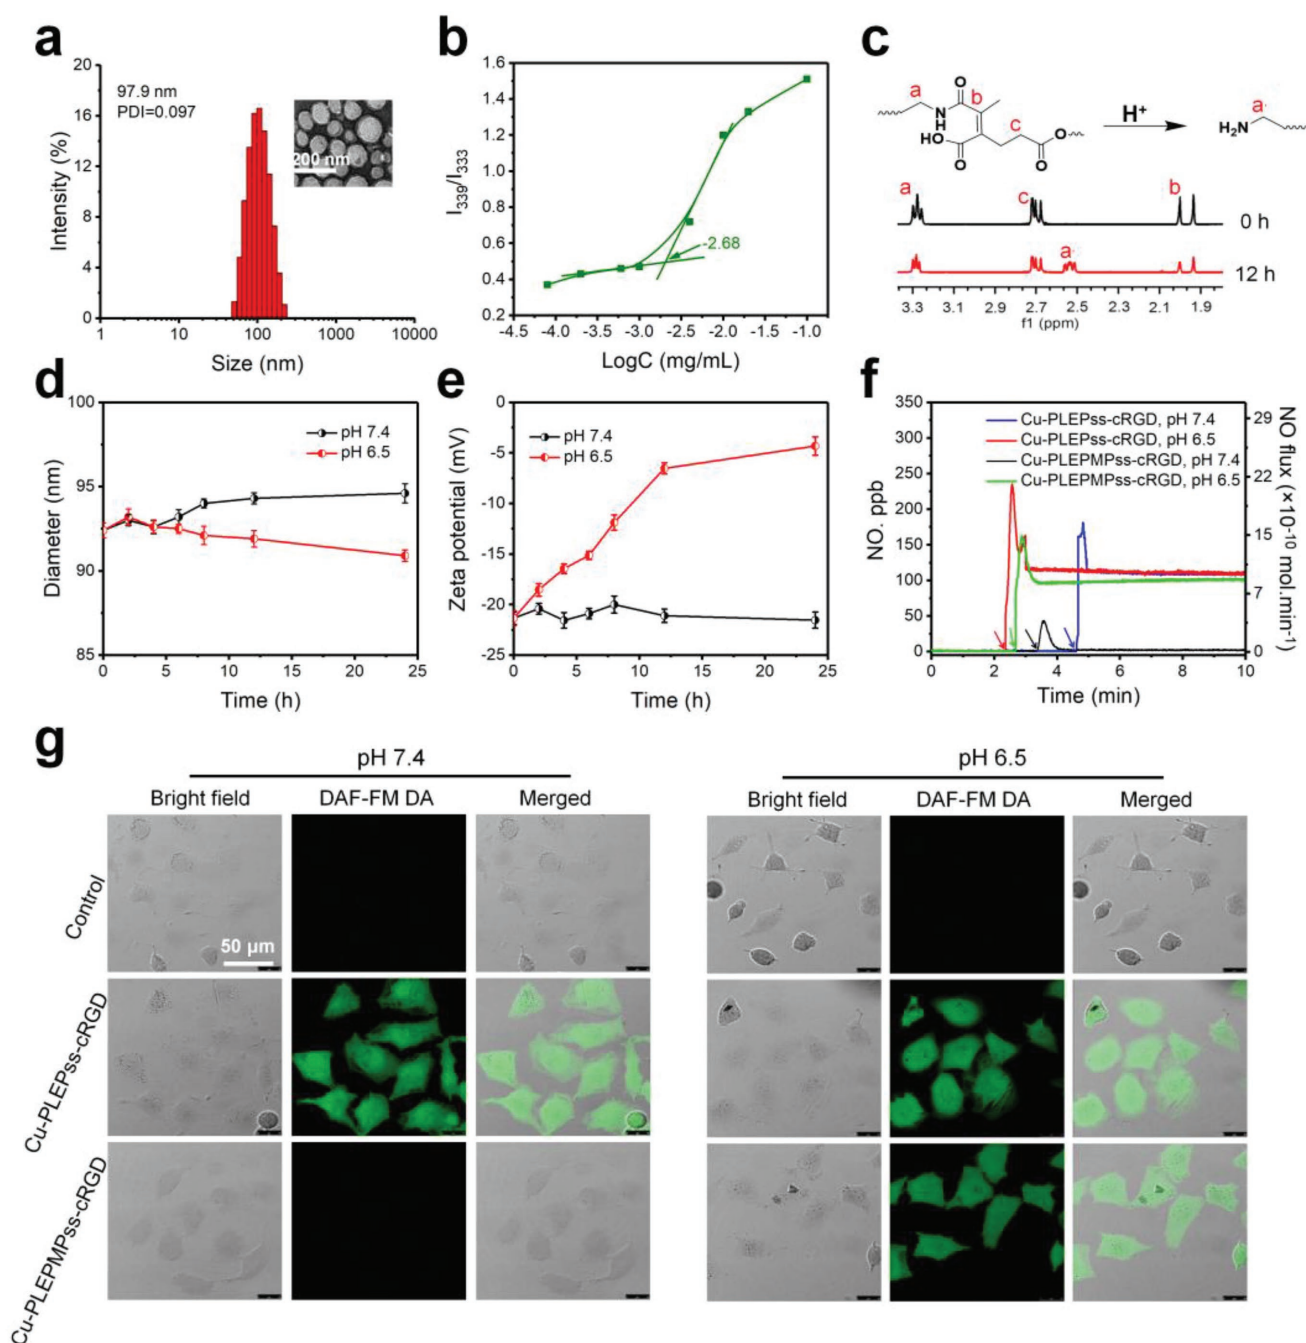 a
97.9 nm
PDI=0.097
200 nm
Intensity (%)
20
16
12
8
4
0
1 10 100 1000 10000
Size (nm)
b
I₃₃₉/I₃₃₃
1.6
1.4
1.2
1.0
0.8
0.6
0.4
0.2
-2.68
-4.5 -4.0 -3.5 -3.0 -2.5 -2.0 -1.5 -1.0
LogC (mg/mL)
c
a
N
H
O
b
c
HO
O
O
O
H⁺
H₂N
a'
a
c
b
0 h
a'
12 h
3.3 3.1 2.9 2.7 2.5 2.3 2.1 1.9
f1 (ppm)
d
Diameter (nm)
100
95
90
85
pH 7.4
pH 6.5
0 5 10 15 20 25
Time (h)
e
Zeta potential (mV)
0
-5
-10
-15
-20
-25
pH 7.4
pH 6.5
0 5 10 15 20 25
Time (h)
f
NO. ppb
350
300
250
200
150
100
50
0
Cu-PLEPss-cRGD, pH 7.4
Cu-PLEPss-cRGD, pH 6.5
Cu-PLEPMPss-cRGD, pH 7.4
Cu-PLEPMPss-cRGD, pH 6.5
29
22
15
7
0
NO flux (×10⁻¹⁰ mol.min⁻¹)
0 2 4 6 8 10
Time (min)
g
pH 7.4
pH 6.5
Bright field DAF-FM DA Merged
Bright field DAF-FM DA Merged
Control
50 μm
Cu-PLEPss-cRGD
Cu-PLEPMPss-cRGD